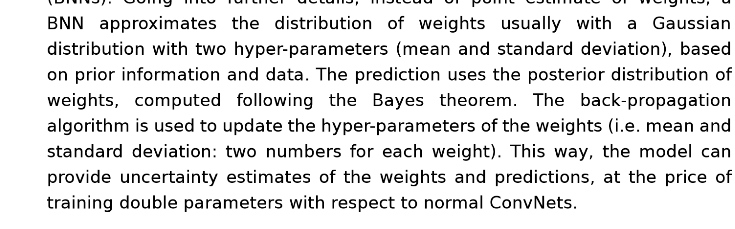 (BNNs). Going into further details, instead of point estimate of weights, a
BNN approximates the distribution of weights usually with a Gaussian
distribution with two hyper-parameters (mean and standard deviation), based
on prior information and data. The prediction uses the posterior distribution of
weights, computed following the Bayes theorem. The back-propagation
algorithm is used to update the hyper-parameters of the weights (i.e. mean and
standard deviation: two numbers for each weight). This way, the model can
provide uncertainty estimates of the weights and predictions, at the price of
training double parameters with respect to normal ConvNets.